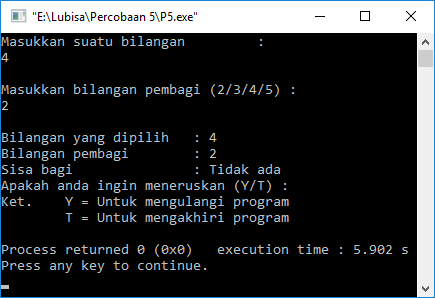 "E:\Lubisa\Percobaan 5\P5.exe"
Masukkan suatu bilangan         :
4
Masukkan bilangan pembagi (2/3/4/5) :
2
Bilangan yang dipilih   : 4
Bilangan pembagi        : 2
Sisa bagi               : Tidak ada
Apakah anda ingin meneruskan (Y/T) :
Ket.    Y = Untuk mengulangi program
        T = Untuk mengakhiri program
Process returned 0 (0x0)   execution time : 5.902 s
Press any key to continue.